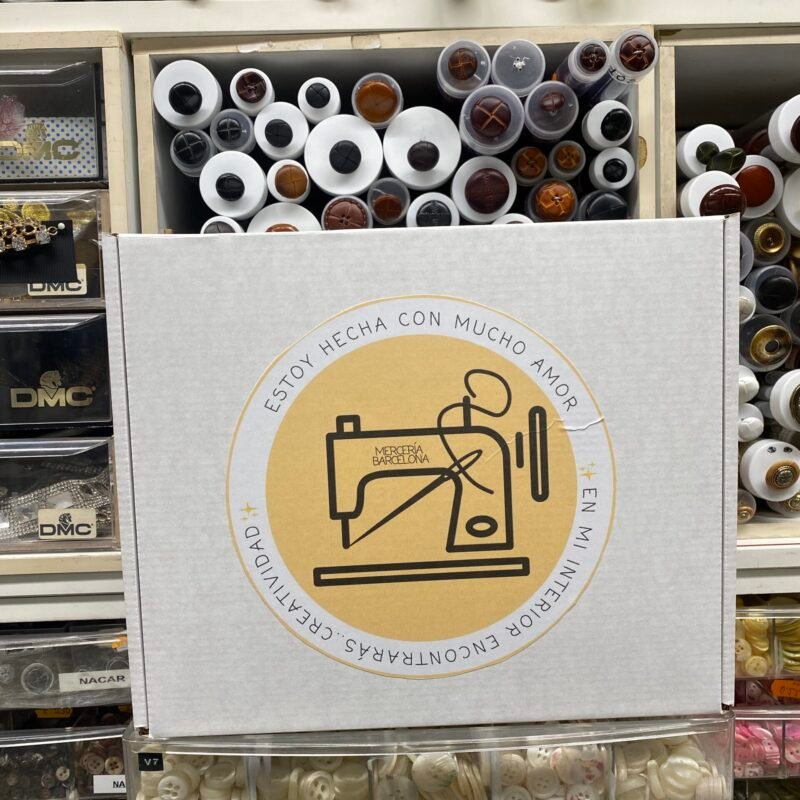 DMC
DMC
DMC
DMC
ESTOY HECHA CON MUCHO AMOR
MERCERÍA
BARCELONA
EN MI INTERIOR ENCONTRARÁS..CREATIVIDAD
NACAR
V7